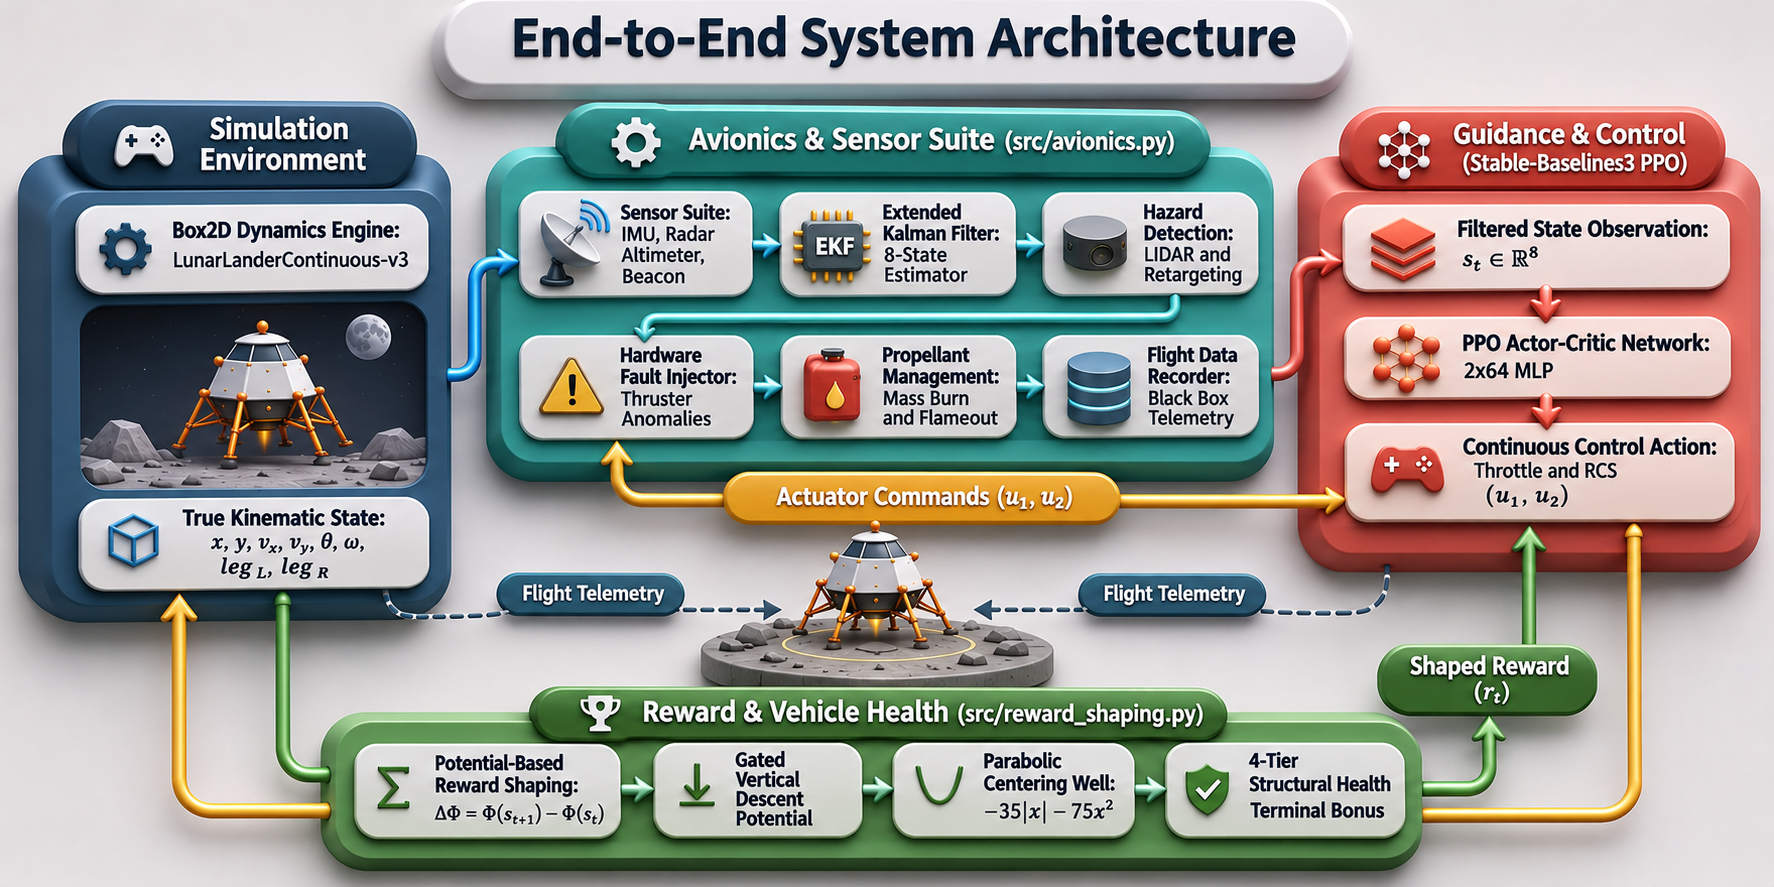 End-to-End System Architecture
Simulation
Environment
Box2D Dynamics Engine:
LunarLanderContinuous-v3
True Kinematic State:
x, y, vₓ, v_y, θ, ω,
leg_L, leg_R
Avionics & Sensor Suite (src/avionics.py)
Sensor Suite:
IMU, Radar
Altimeter,
Beacon
EKF
Extended
Kalman Filter:
8-State
Estimator
Hazard
Detection:
LIDAR and
Retargeting
Hardware
Fault Injector:
Thruster
Anomalies
Propellant
Management:
Mass Burn
and Flameout
Flight Data
Recorder:
Black Box
Telemetry
Guidance & Control
(Stable-Baselines3 PPO)
Filtered State Observation:
sₜ ∈ ℝ⁸
PPO Actor-Critic Network:
2x64 MLP
Continuous Control Action:
Throttle and RCS
(u₁, u₂)
Actuator Commands (u₁, u₂)
Flight Telemetry
Flight Telemetry
Shaped Reward
(rₜ)
Reward & Vehicle Health (src/reward_shaping.py)
Potential-Based
Reward Shaping:
ΔΦ = Φ(sₜ₊₁) − Φ(sₜ)
Gated
Vertical
Descent
Potential
Parabolic
Centering Well:
−35|x| − 75x²
4-Tier
Structural Health
Terminal Bonus